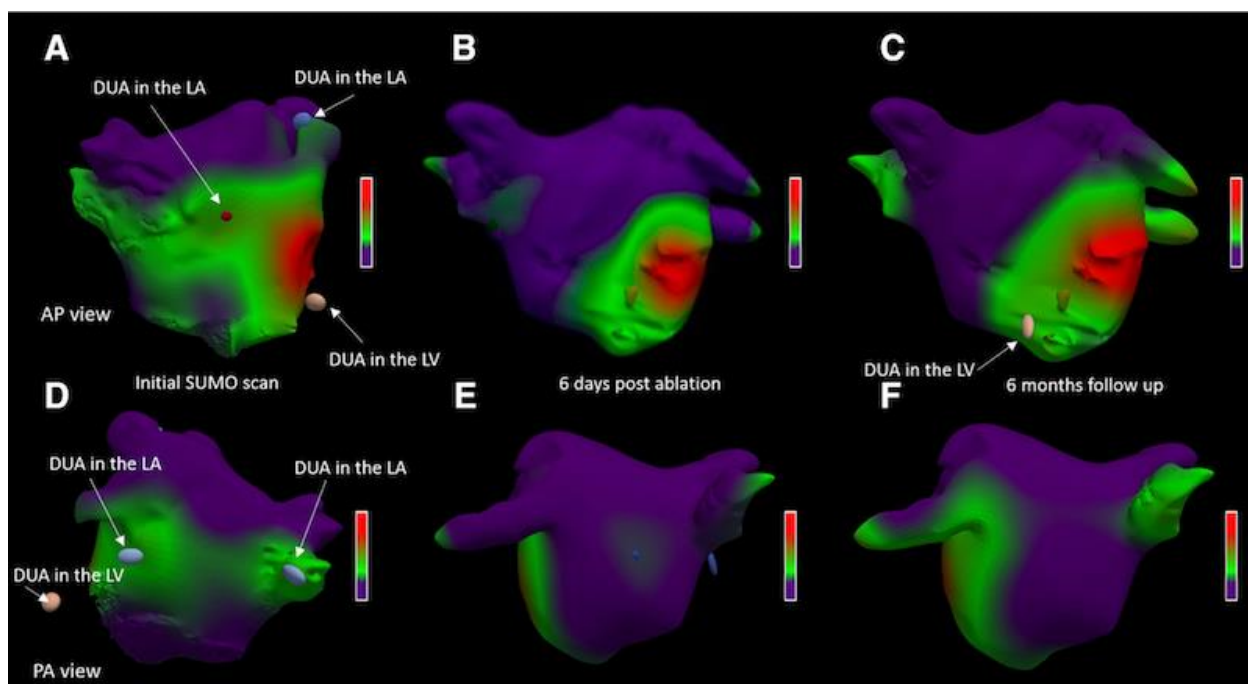 A
B
C
DUA in the LA
DUA in the LA
AP view
DUA in the LV
DUA in the LV
Initial SUMO scan
6 days post ablation
6 months follow up
D
E
F
DUA in the LA
DUA in the LA
DUA in the LV
PA view